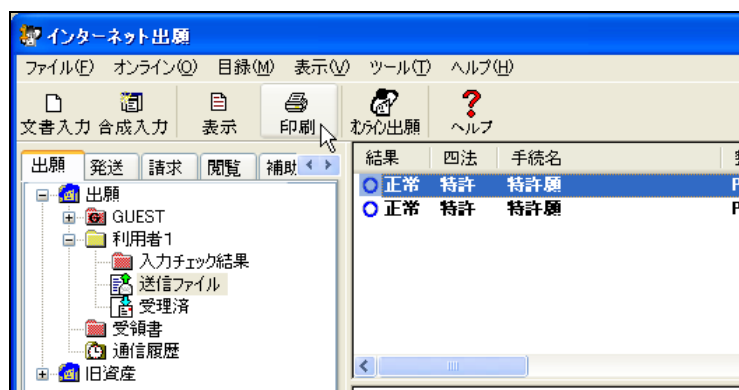 インターネット出願
ファイル(F) オンライン(O) 目録(M) 表示(V) ツール(T) ヘルプ(H)
文書入力 合成入力 表示 印刷 オンライン出願 ヘルプ
出願 発送 請求 閲覧 補助
結果 四法 手続名
正常 特許 特許願
正常 特許 特許願
出願
GUEST
利用者1
入力チェック結果
送信ファイル
受理済
受領書
通信履歴
旧資産